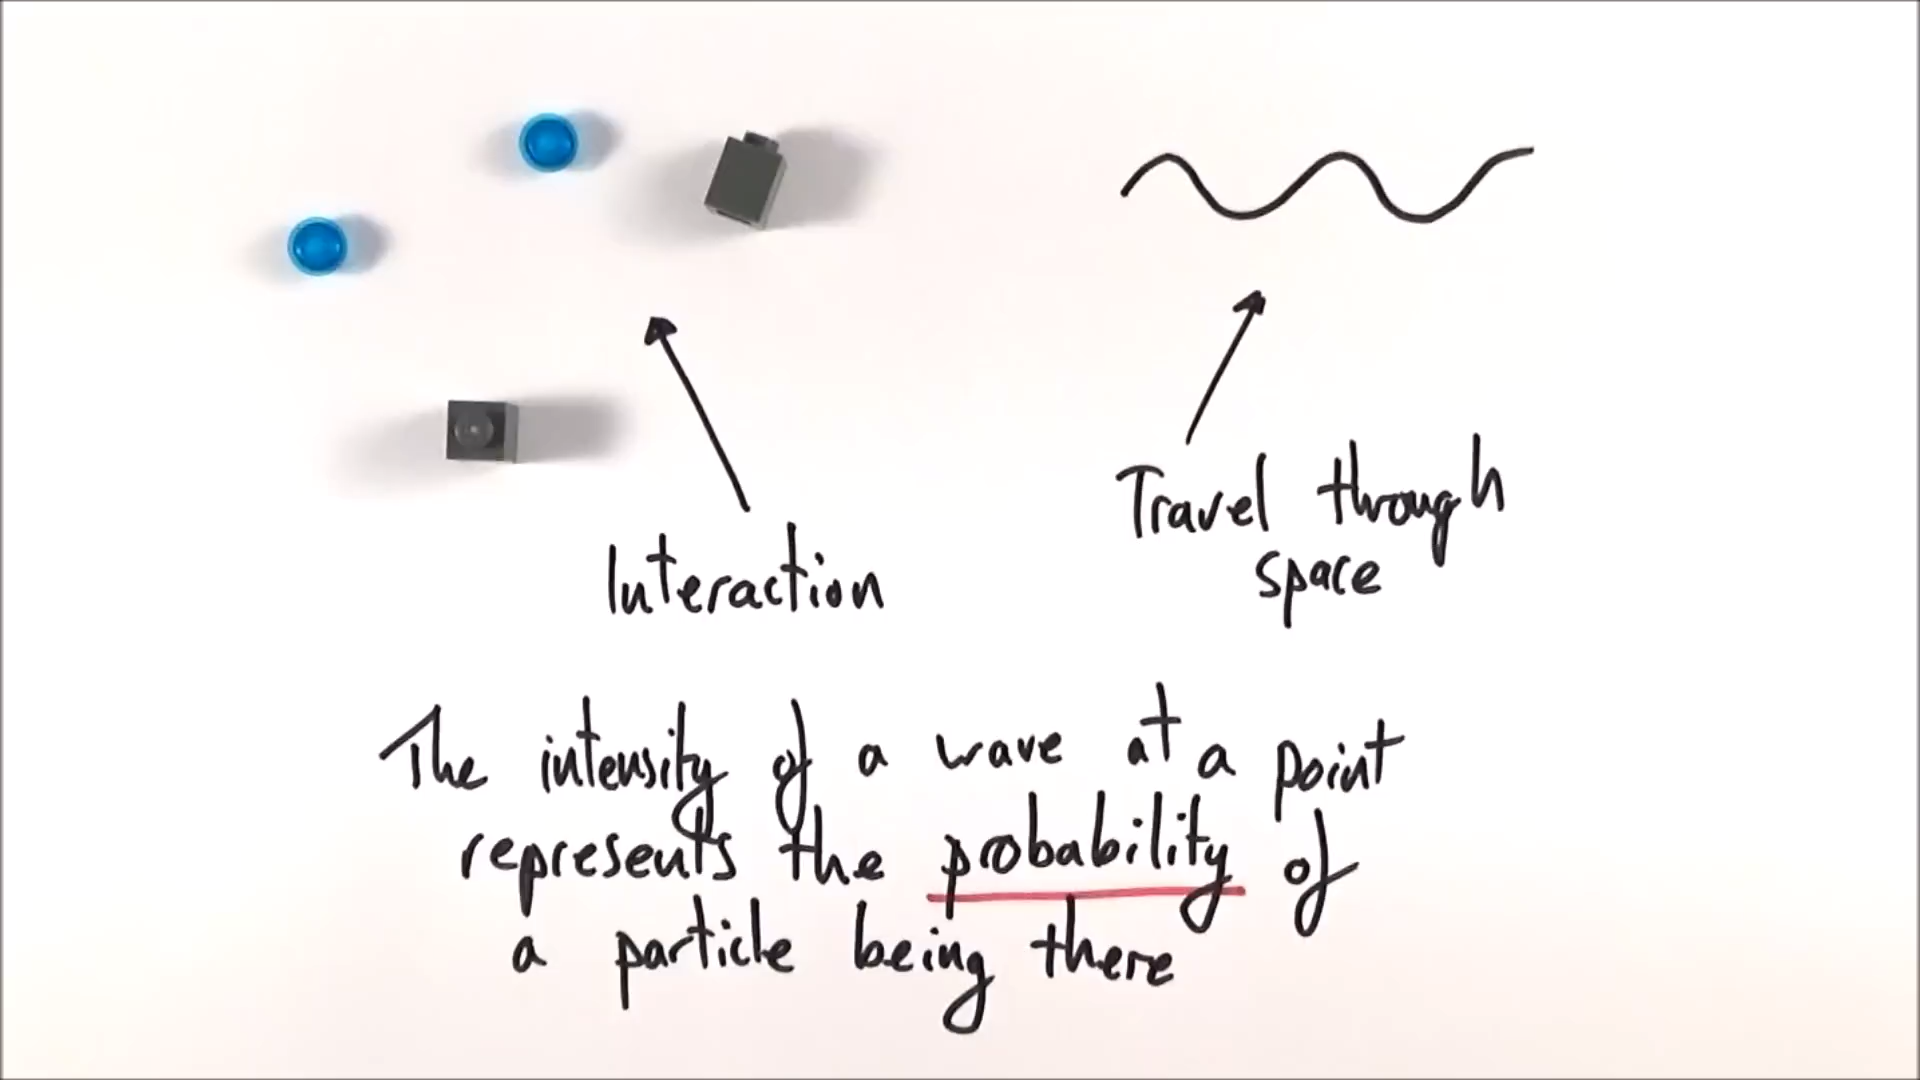 Interaction
Travel through
space
The intensity of a wave at a point
represents the probability of
a particle being there